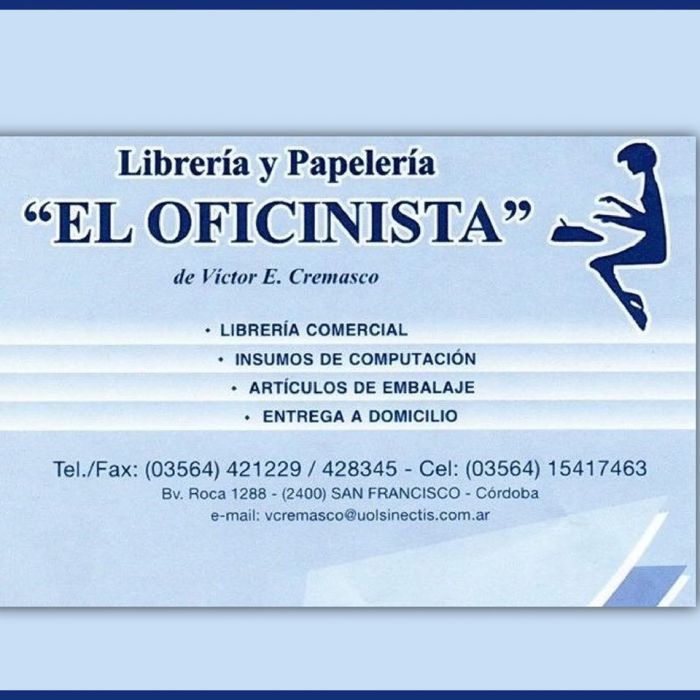 Librería y Papelería
“EL OFICINISTA”
de Víctor E. Cremasco
• LIBRERÍA COMERCIAL
• INSUMOS DE COMPUTACIÓN
• ARTÍCULOS DE EMBALAJE
• ENTREGA A DOMICILIO
Tel./Fax: (03564) 421229 / 428345 - Cel: (03564) 15417463
Bv. Roca 1288 - (2400) SAN FRANCISCO - Córdoba
e-mail: vcremasco@uolsinectis.com.ar